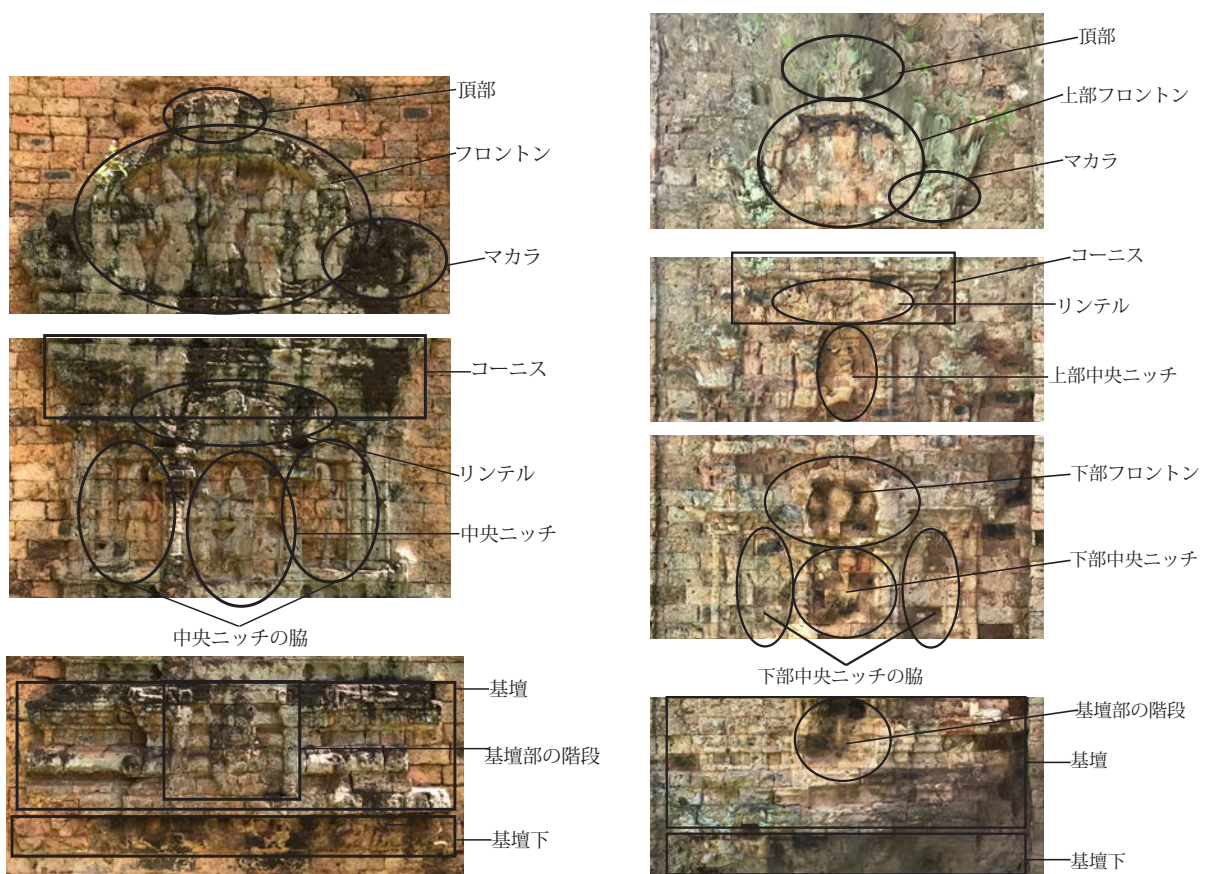 頂部
フロントン
マカラ
コーニス
リンテル
中央ニッチ
中央ニッチの脇
基壇
基壇部の階段
基壇下
頂部
上部フロントン
マカラ
コーニス
リンテル
上部中央ニッチ
下部フロントン
下部中央ニッチ
下部中央ニッチの脇
基壇部の階段
基壇
基壇下